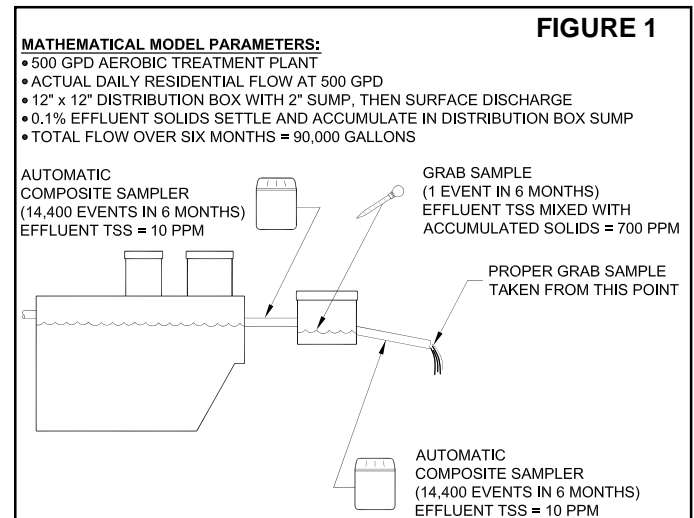 FIGURE 1
MATHEMATICAL MODEL PARAMETERS:
• 500 GPD AEROBIC TREATMENT PLANT
• ACTUAL DAILY RESIDENTIAL FLOW AT 500 GPD
• 12" x 12" DISTRIBUTION BOX WITH 2" SUMP, THEN SURFACE DISCHARGE
• 0.1% EFFLUENT SOLIDS SETTLE AND ACCUMULATE IN DISTRIBUTION BOX SUMP
• TOTAL FLOW OVER SIX MONTHS = 90,000 GALLONS
AUTOMATIC
COMPOSITE SAMPLER
(14,400 EVENTS IN 6 MONTHS)
EFFLUENT TSS = 10 PPM
GRAB SAMPLE
(1 EVENT IN 6 MONTHS)
EFFLUENT TSS MIXED WITH
ACCUMULATED SOLIDS = 700 PPM
PROPER GRAB SAMPLE
TAKEN FROM THIS POINT
AUTOMATIC
COMPOSITE SAMPLER
(14,400 EVENTS IN 6 MONTHS)
EFFLUENT TSS = 10 PPM